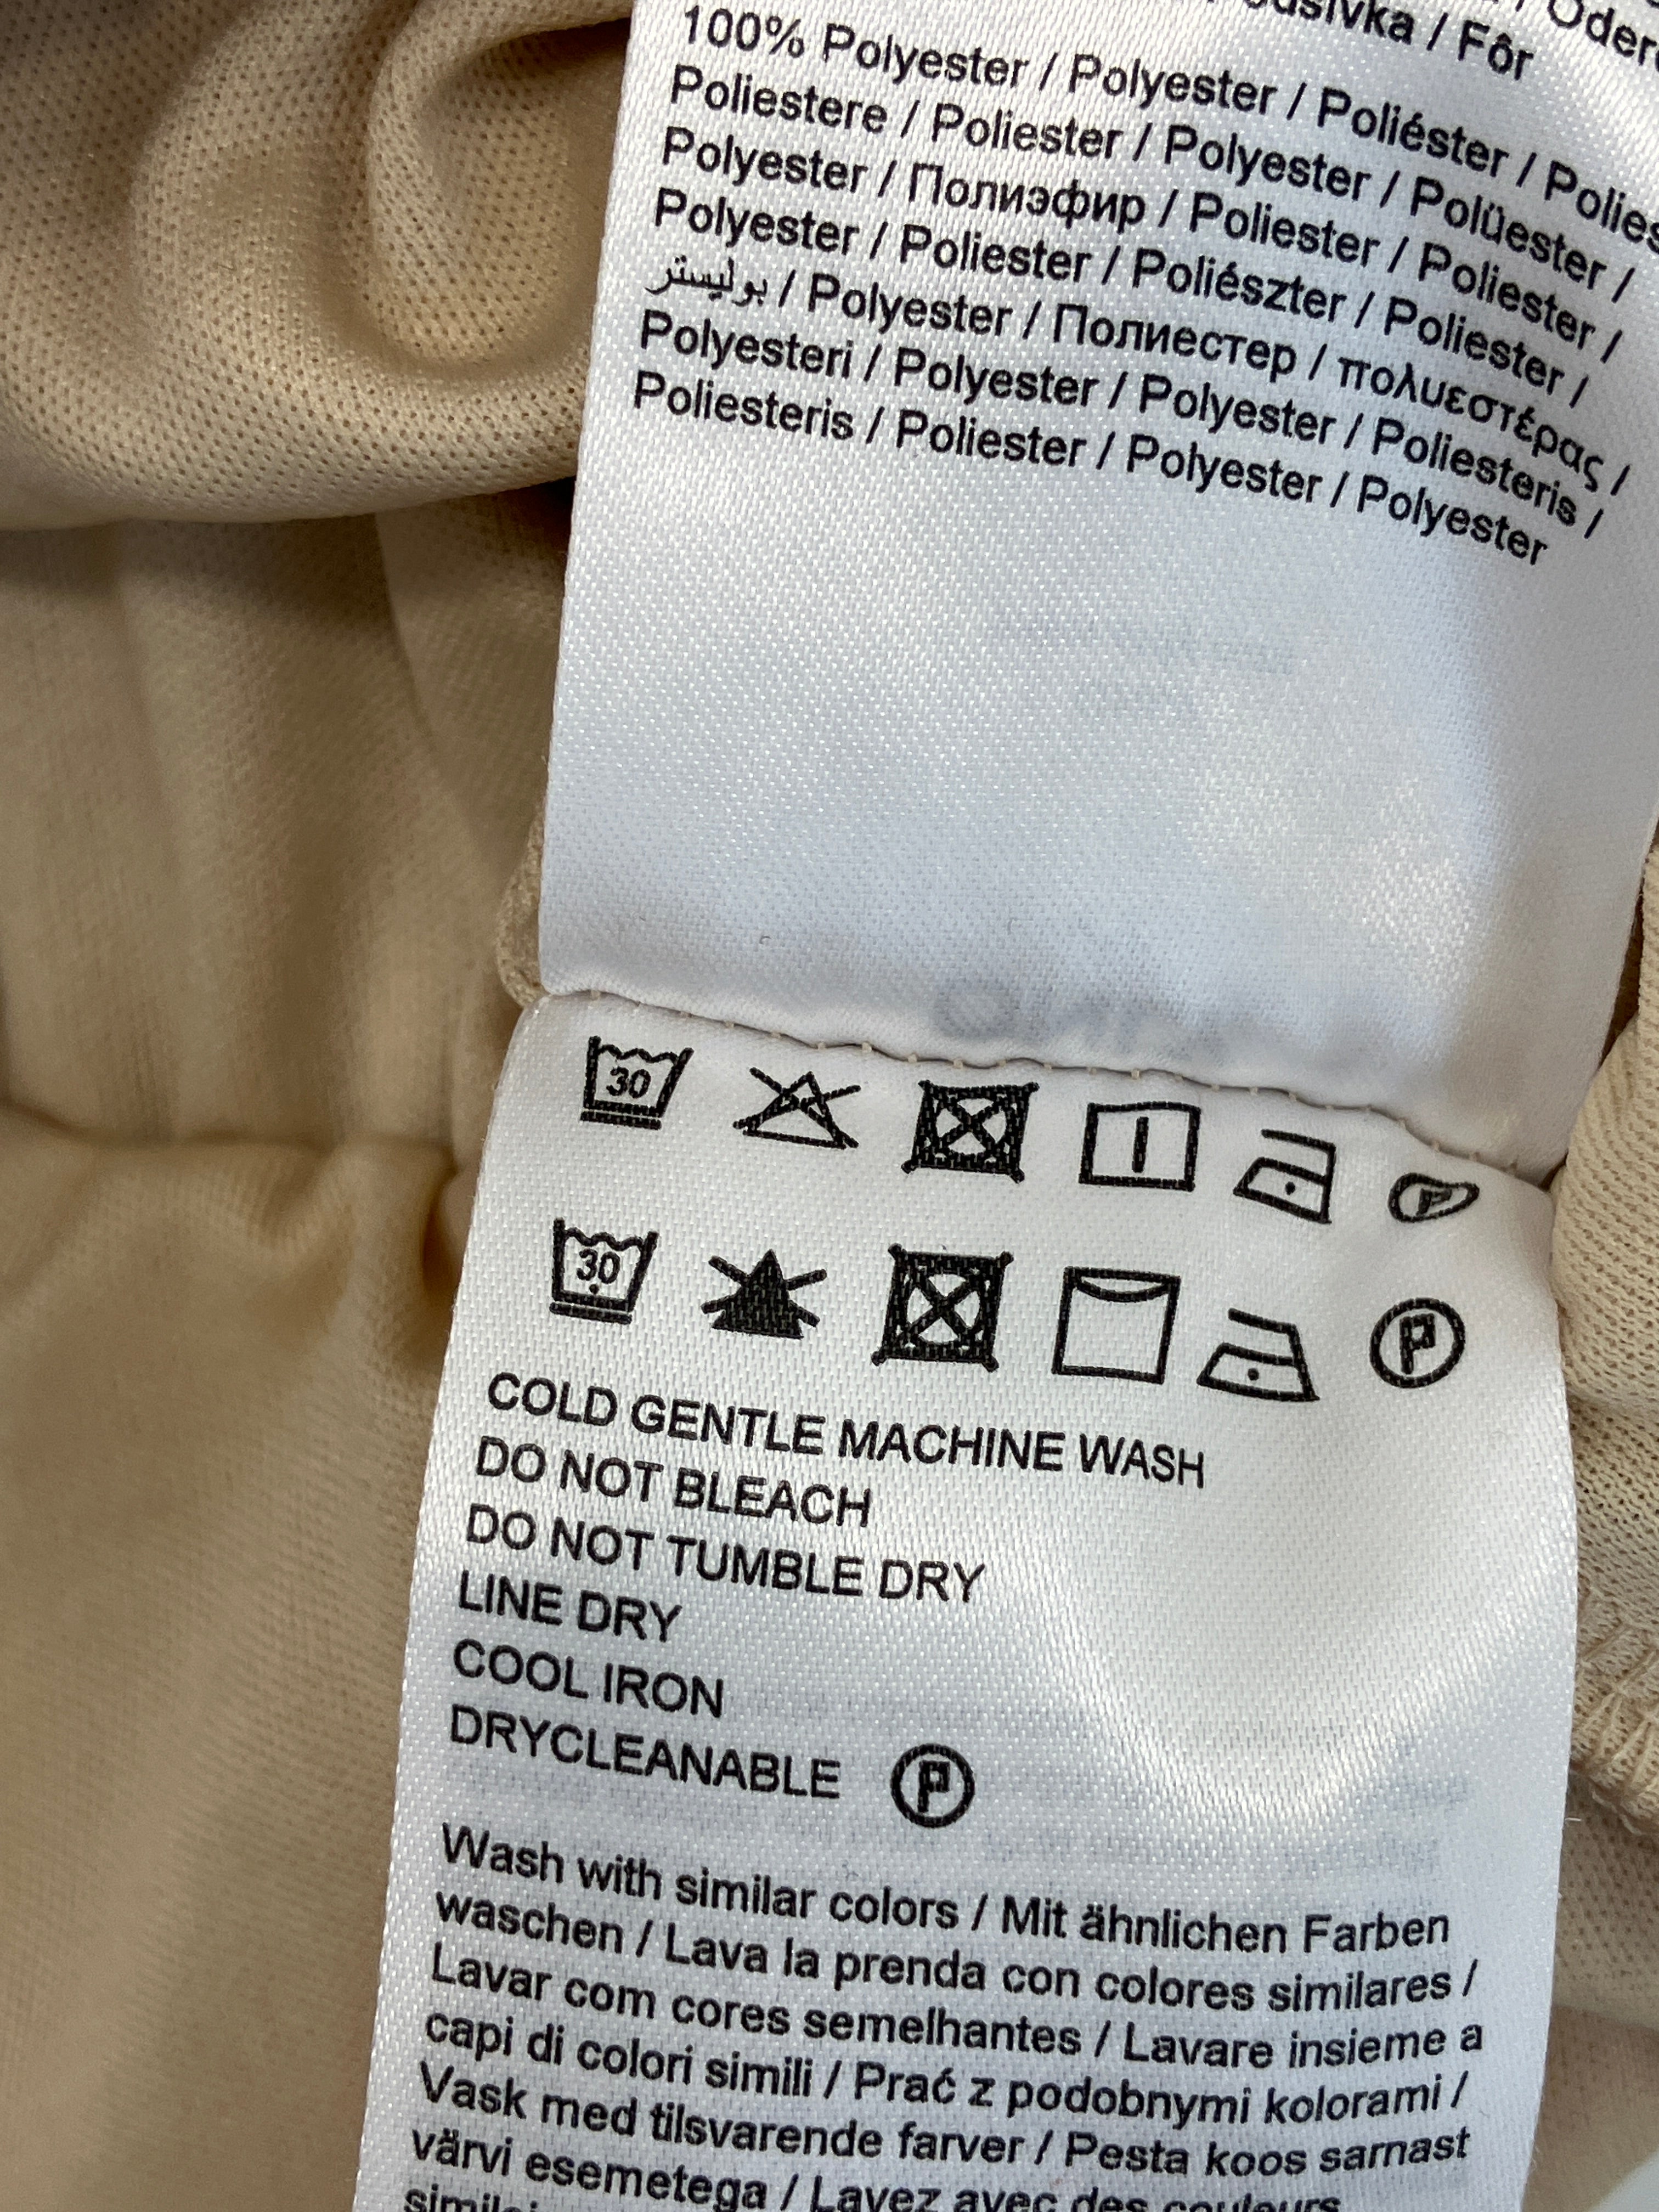 / Fôr
100% Polyester / Polyester / Poliéster /
Poliestere / Poliester / Polyester / Polüester /
Polyester / Полиэфир / Poliester / Poliester /
Polyester / Poliester / Poliészter / Poliester /
بوليستر / Polyester / Полиестер / πολυεστέρας /
Polyesteri / Polyester / Polyester / Poliesteris /
Poliesteris / Poliester / Polyester / Polyester
30 P
30 P
COLD GENTLE MACHINE WASH
DO NOT BLEACH
DO NOT TUMBLE DRY
LINE DRY
COOL IRON
DRYCLEANABLE P
Wash with similar colors / Mit ähnlichen Farben
waschen / Lava la prenda con colores similares /
Lavar com cores semelhantes / Lavare insieme a
capi di colori simili / Prać z podobnymi kolorami /
Vask med tilsvarende farver / Pesta koos sarnast
värvi esemetega / Lavez avec des couleurs